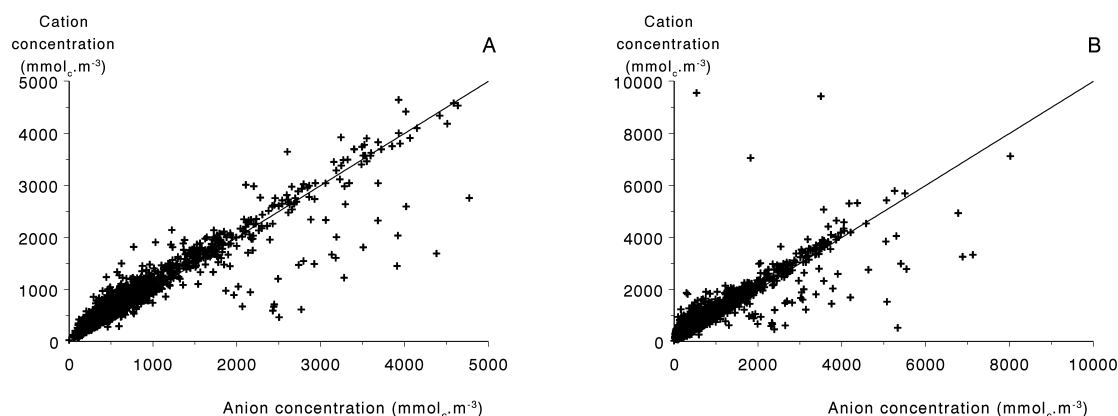 Cation
concentration
(mmolc.m-3)
A
5000
4000
3000
2000
1000
0
0 1000 2000 3000 4000 5000
Anion concentration (mmolc.m-3)
Cation
concentration
(mmolc.m-3)
B
10000
8000
6000
4000
2000
0
0 2000 4000 6000 8000 10000
Anion concentration (mmolc.m-3)